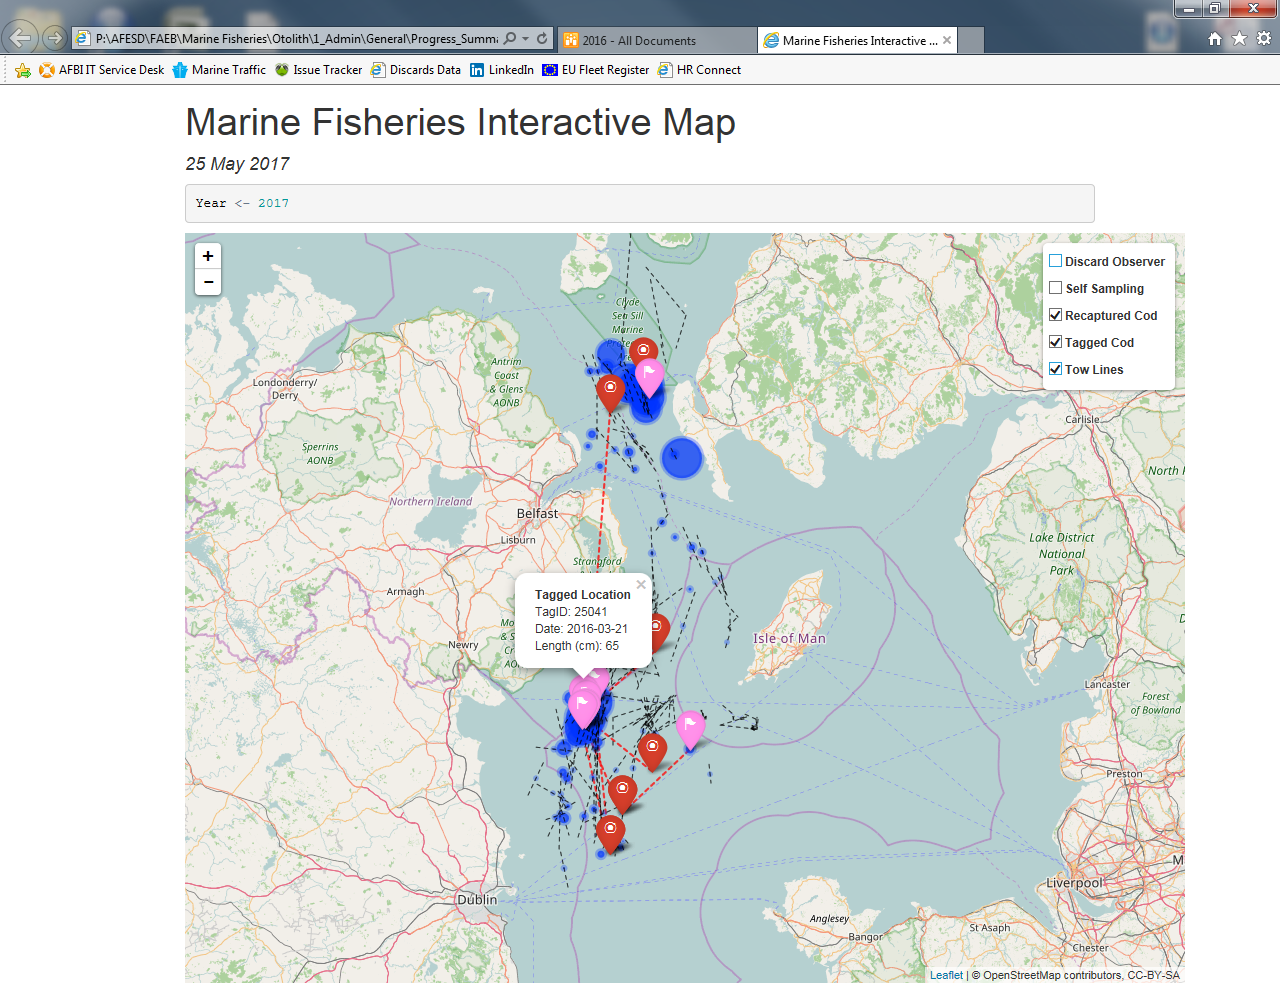 P:\AFESD\FAEB\Marine Fisheries\Otolith\1_Admin\General\Progress_Summa
2016 - All Documents
Marine Fisheries Interactive ...
AFBI IT Service Desk
Marine Traffic
Issue Tracker
Discards Data
LinkedIn
EU Fleet Register
HR Connect
Marine Fisheries Interactive Map
25 May 2017
Year <- 2017
+
−
Discard Observer
Self Sampling
Recaptured Cod
Tagged Cod
Tow Lines
Clyde
Sea Sill
Marine
Londonderry/
Derry
Antrim
Coast
& Glens
AONB
Carlisle
Sperrins
AONB
North
Northern Ireland
Belfast
Lisburn
Strangford
Lake District
National
Park
Armagh
Newry
Tagged Location
TagID: 25041
Date: 2016-03-21
Length (cm): 65
Isle of Man
Lancaster
Forest
of Bowland
Preston
Dublin
Liverpool
Anglesey
Bangor
St Asaph
Chester
Leaflet | © OpenStreetMap contributors, CC-BY-SA